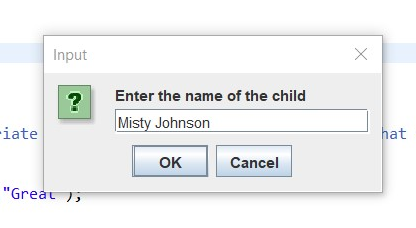 Input
Enter the name of the child
Misty Johnson
riate
hat
OK Cancel
"Great");